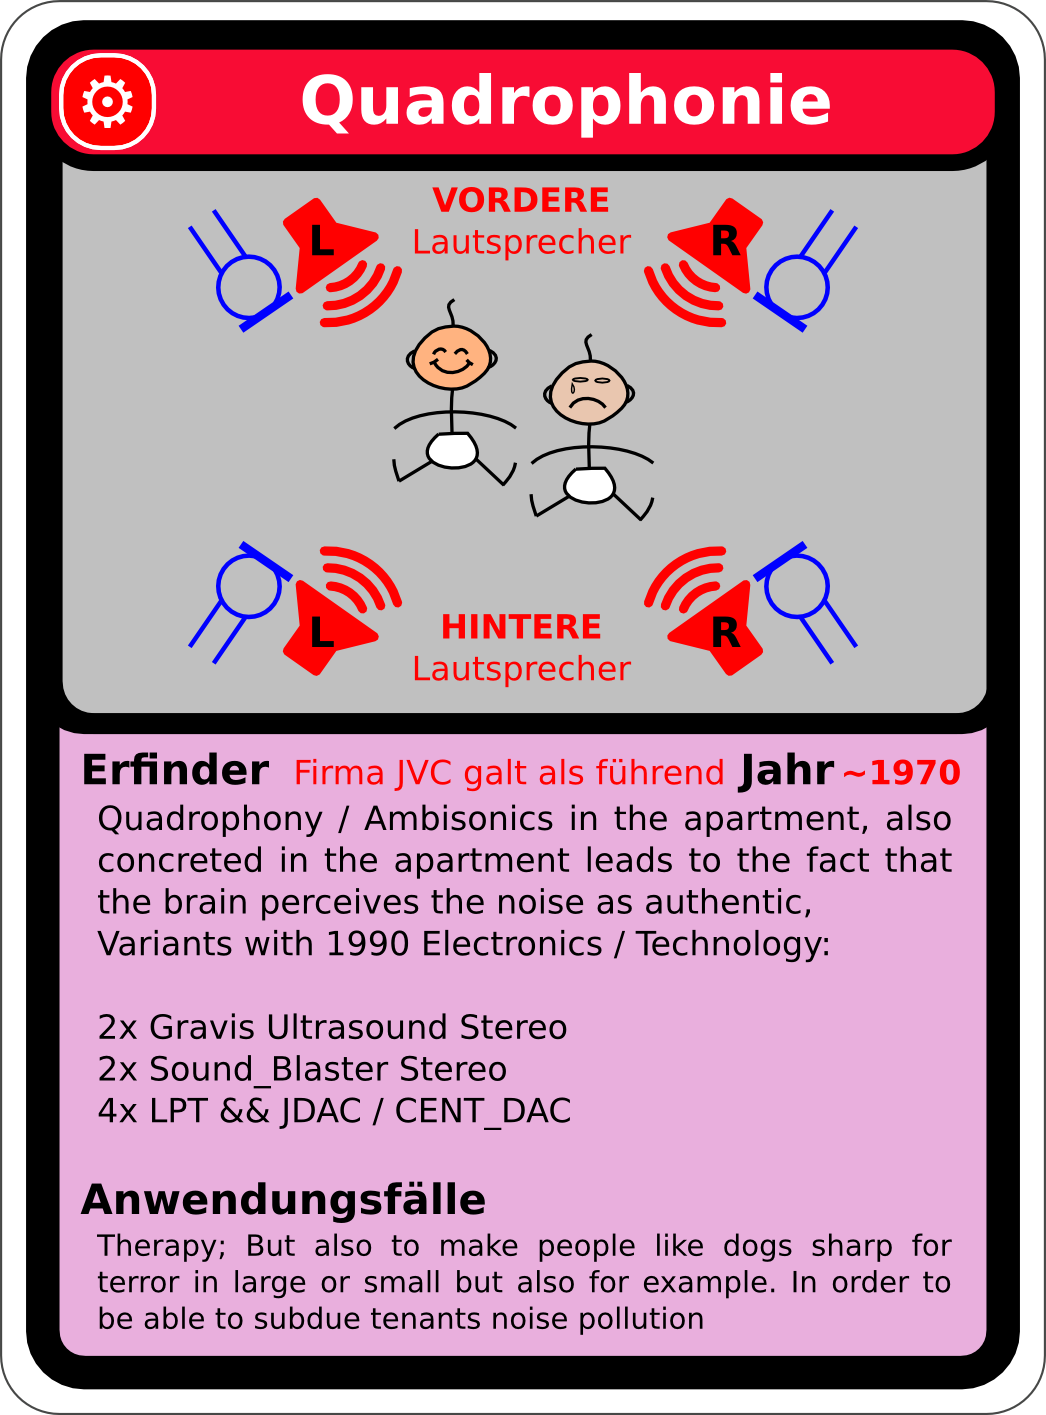 Quadrophonie
VORDERE
Lautsprecher
L
R
L
R
HINTERE
Lautsprecher
Erfinder Firma JVC galt als führend Jahr ~1970
Quadrophony / Ambisonics in the apartment, also
concreted in the apartment leads to the fact that
the brain perceives the noise as authentic,
Variants with 1990 Electronics / Technology:
2x Gravis Ultrasound Stereo
2x Sound_Blaster Stereo
4x LPT && JDAC / CENT_DAC
Anwendungsfälle
Therapy; But also to make people like dogs sharp for
terror in large or small but also for example. In order to
be able to subdue tenants noise pollution